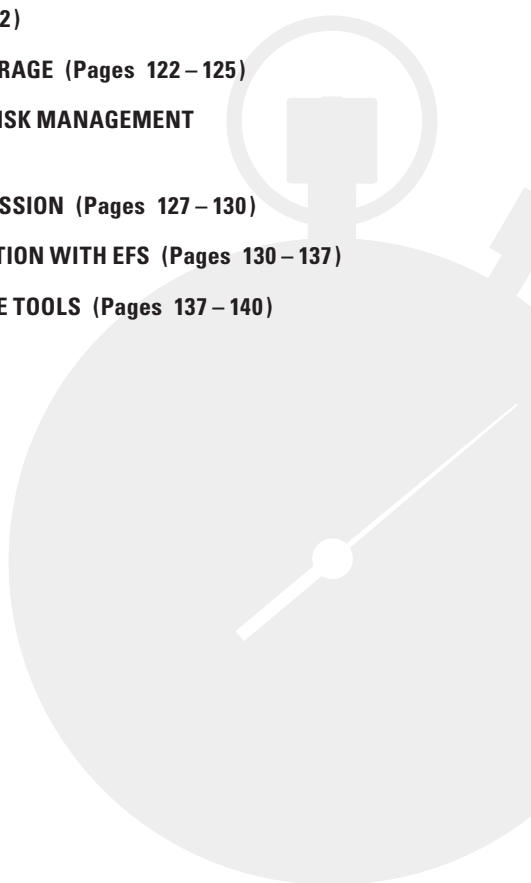 2)
RAGE (Pages 122 – 125)
ISK MANAGEMENT
SSION (Pages 127 – 130)
TION WITH EFS (Pages 130 – 137)
E TOOLS (Pages 137 – 140)